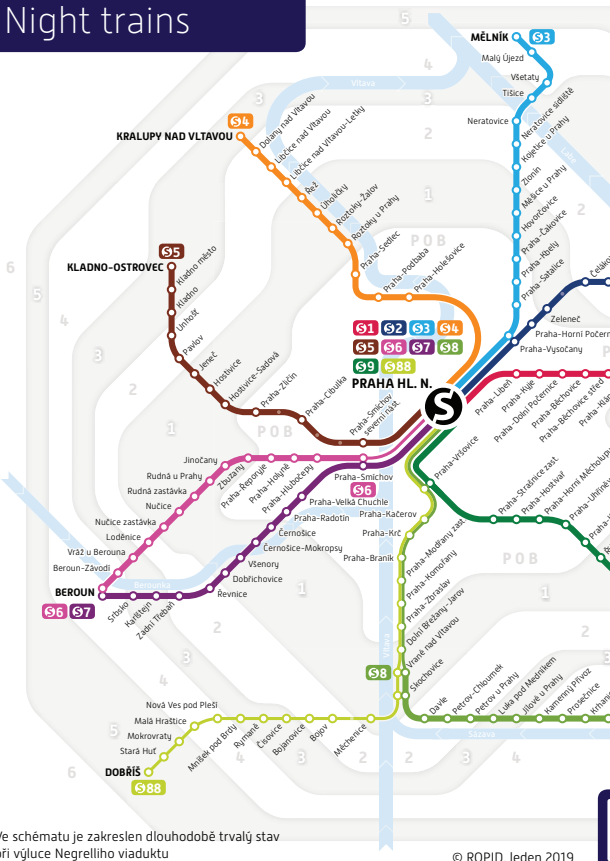 Night trains
MĚLNÍK
S3
Malý Újezd
Všetaty
Tišice
Neratovice
Neratovice sídliště
Kojetice u Prahy
Zlonín
Měšice u Prahy
Hovorčovice
Praha-Čakovice
Praha-Kbely
Praha-Satalice
S4
KRALUPY NAD VLTAVOU
Dolany nad Vltavou
Libčice nad Vltavou
Libčice nad Vltavou-Letky
Řež
Úholičky
Roztoky-Žalov
Roztoky u Prahy
Praha-Sedlec
Praha-Podbaba
Praha-Holešovice
Vltava
Labe
S5
KLADNO-OSTROVEC
Kladno město
Kladno
Unhošť
Pavlov
Jeneč
Hostivice
Hostivice-Sadová
Praha-Zličín
Praha-Cibulka
Praha-Smíchov
severní nást.
S1 S2 S3 S4
S5 S6 S7 S8
S9 S88
PRAHA HL. N.
S
Zeleneč
Praha-Vysočany
Praha-Libeň
Praha-Kyje
Praha-Dolní Počernice
Praha-Běchovice
Praha-Běchovice střed
Praha-Vršovice
Praha-Strašnice zast.
Praha-Hostivař
Praha-Horní Měcholupy
Jinočany
Zbuzany
Praha-Řeporyje
Praha-Holyně
Praha-Hlubočepy
Praha-Smíchov
S6
Rudná u Prahy
Rudná zastávka
Nučice
Nučice zastávka
Loděnice
Vráž u Berouna
Beroun-Závodí
BEROUN
S6 S7
Berounka
Praha-Velká Chuchle
Praha-Radotín
Černošice
Černošice-Mokropsy
Všenory
Dobřichovice
Řevnice
Zadní Třebaň
Karlštejn
Srbsko
Praha-Kačerov
Praha-Krč
Praha-Braník
Praha-Modřany zast.
Praha-Komořany
Praha-Zbraslav
Dolní Břežany-Jarov
Vrané nad Vltavou
Skochovice
Vltava
S8
Davle
Petrov-Chloumek
Petrov u Prahy
Luka pod Medníkem
Jílové u Prahy
Kamenný Přívoz
Prosečnice
Sázava
Nová Ves pod Pleší
Malá Hraštice
Mokrovraty
Stará Huť
DOBŘÍŠ
S88
Mníšek pod Brdy
Rymaně
Čisovice
Bojanovice
Bojov
Měchenice
POB
POB
POB
1
2
3
4
5
6
Ve schématu je zakreslen dlouhodobě trvalý stav
při výluce Negrelliho viaduktu
© ROPID, leden 2019